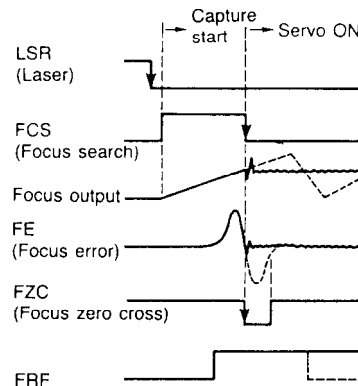 Capture
start
Servo ON
LSR
(Laser)
FCS
(Focus search)
Focus output
FE
(Focus error)
FZC
(Focus zero cross)
FRF